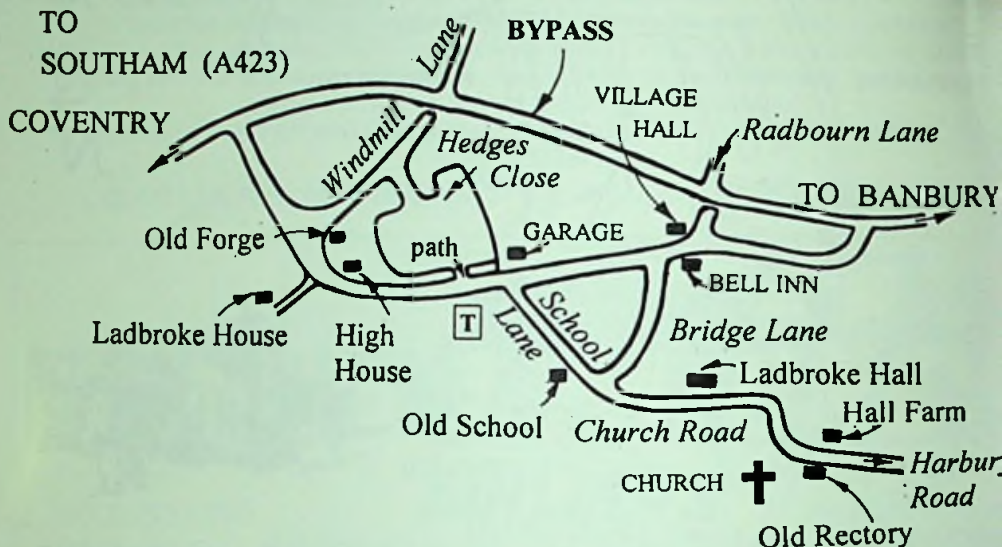 TO
SOUTHAM (A423)
COVENTRY
Lane
BYPASS
VILLAGE
HALL
Radbourn Lane
Windmill
Hedges
Close
TO BANBURY
Old Forge
path
GARAGE
BELL INN
Ladbroke House
High
House
T
School
Lane
Bridge Lane
Ladbroke Hall
Old School
Church Road
Hall Farm
Harbury
Road
CHURCH
Old Rectory